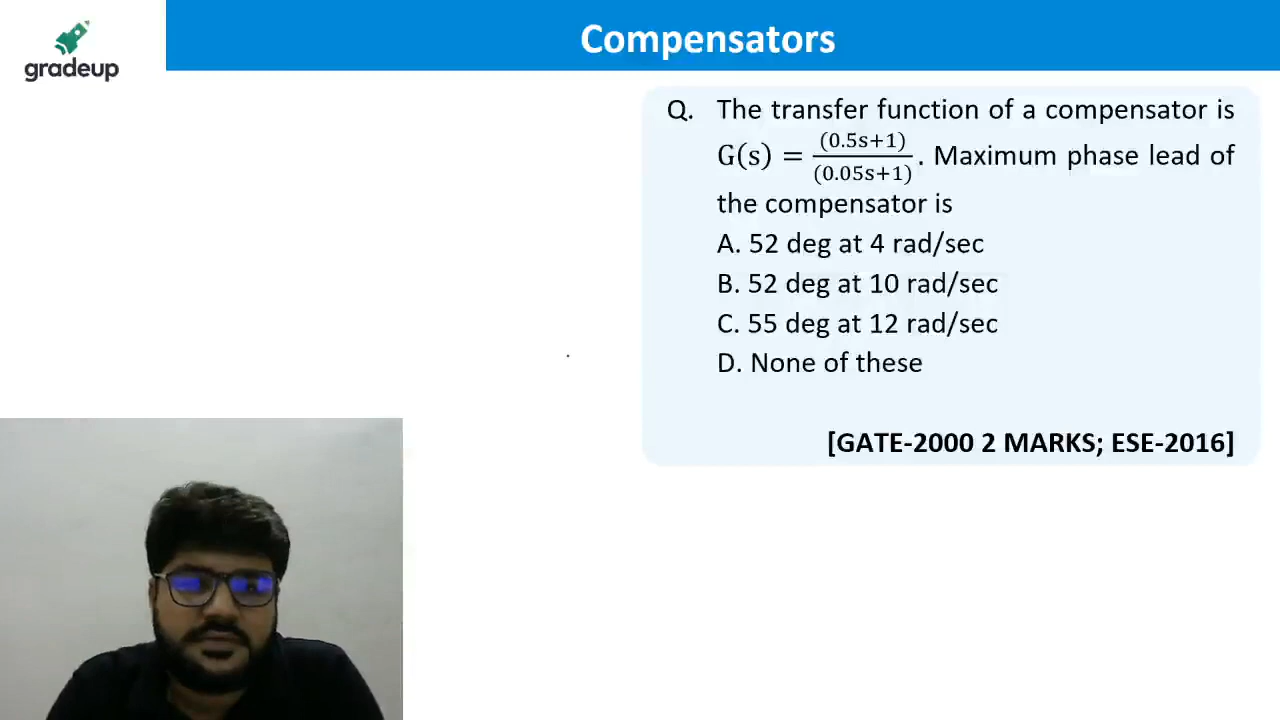 gradeup
Compensators
Q. The transfer function of a compensator is
G(s) = (0.5s+1)/(0.05s+1). Maximum phase lead of
the compensator is
A. 52 deg at 4 rad/sec
B. 52 deg at 10 rad/sec
C. 55 deg at 12 rad/sec
D. None of these
[GATE-2000 2 MARKS; ESE-2016]